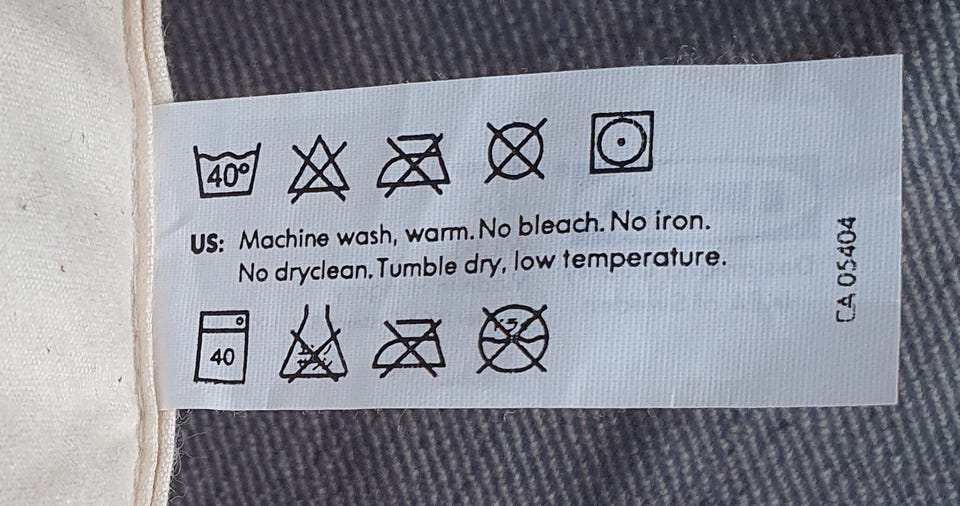 40°
US: Machine wash, warm. No bleach. No iron.
No dryclean. Tumble dry, low temperature.
40
CA 05404